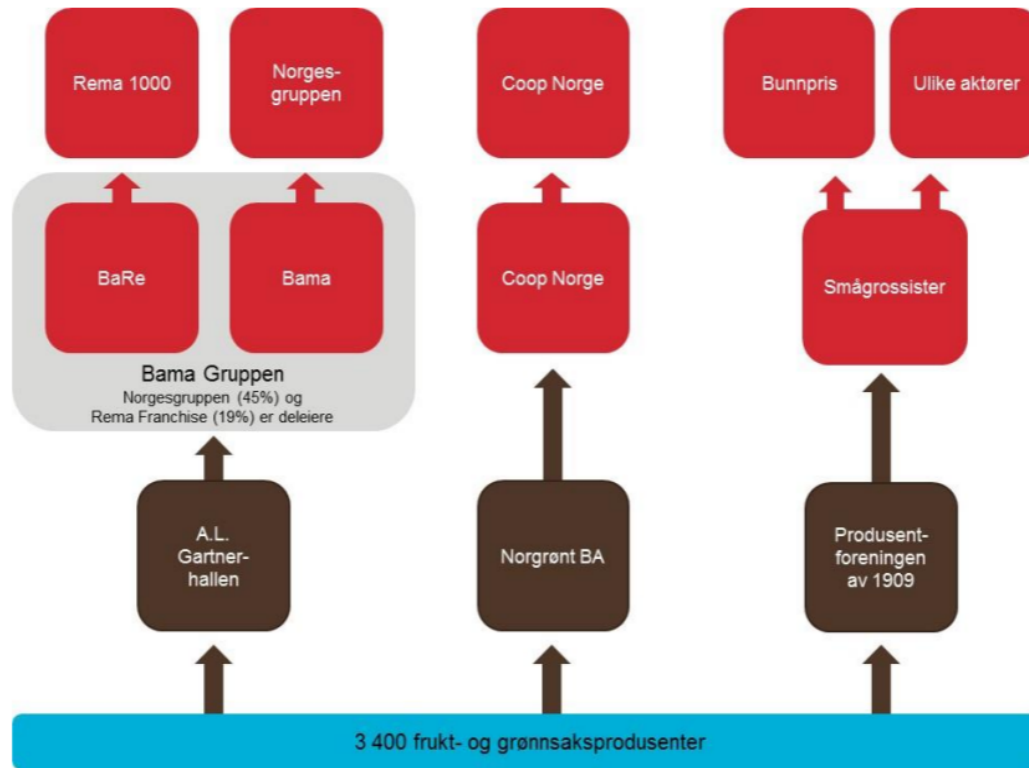 Rema 1000
Norges-
gruppen
Coop Norge
Bunnpris
Ulike aktører
BaRe
Bama
Coop Norge
Smågrossister
Bama Gruppen
Norgesgruppen (45%) og
Rema Franchise (19%) er deleiere
A.L.
Gartner-
hallen
Norgrønt BA
Produsent-
foreningen
av 1909
3 400 frukt- og grønnsaksprodusenter